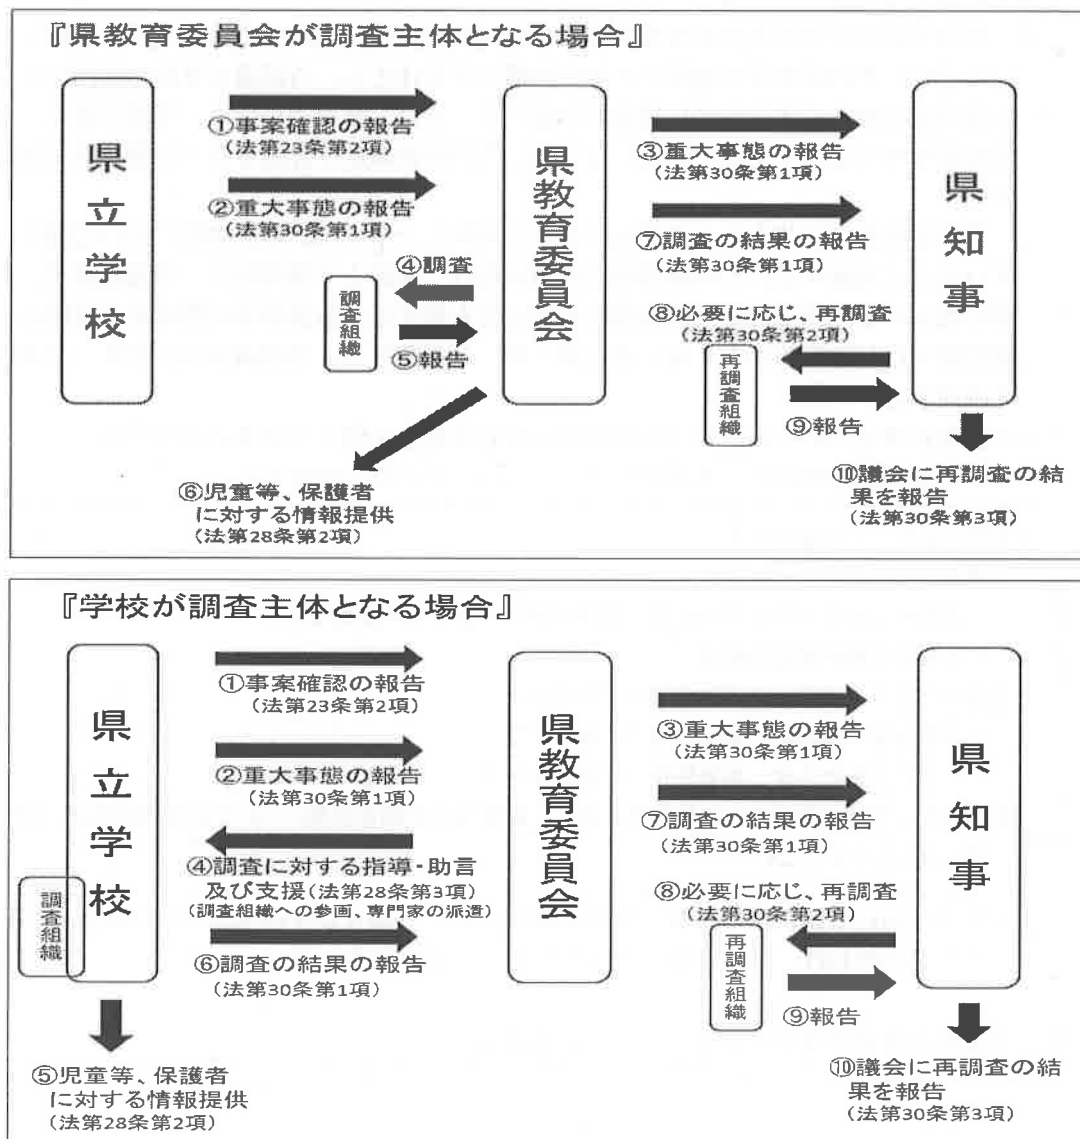 『県教育委員会が調査主体となる場合』
県立学校
①事案確認の報告
(法第23条第2項)
②重大事態の報告
(法第30条第1項)
④調査
調査組織
⑤報告
⑥児童等、保護者
に対する情報提供
(法第28条第2項)
県教育委員会
③重大事態の報告
(法第30条第1項)
⑦調査の結果の報告
(法第30条第1項)
⑧必要に応じ、再調査
(法第30条第2項)
再調査組織
⑨報告
県知事
⑩議会に再調査の結
果を報告
(法第30条第3項)
『学校が調査主体となる場合』
県立学校
調査組織
①事案確認の報告
(法第23条第2項)
②重大事態の報告
(法第30条第1項)
④調査に対する指導・助言
及び支援(法第28条第3項)
(調査組織への参画、専門家の派遣)
⑥調査の結果の報告
(法第30条第1項)
⑤児童等、保護者
に対する情報提供
(法第28条第2項)
県教育委員会
③重大事態の報告
(法第30条第1項)
⑦調査の結果の報告
(法第30条第1項)
⑧必要に応じ、再調査
(法第30条第2項)
再調査組織
⑨報告
県知事
⑩議会に再調査の結
果を報告
(法第30条第3項)